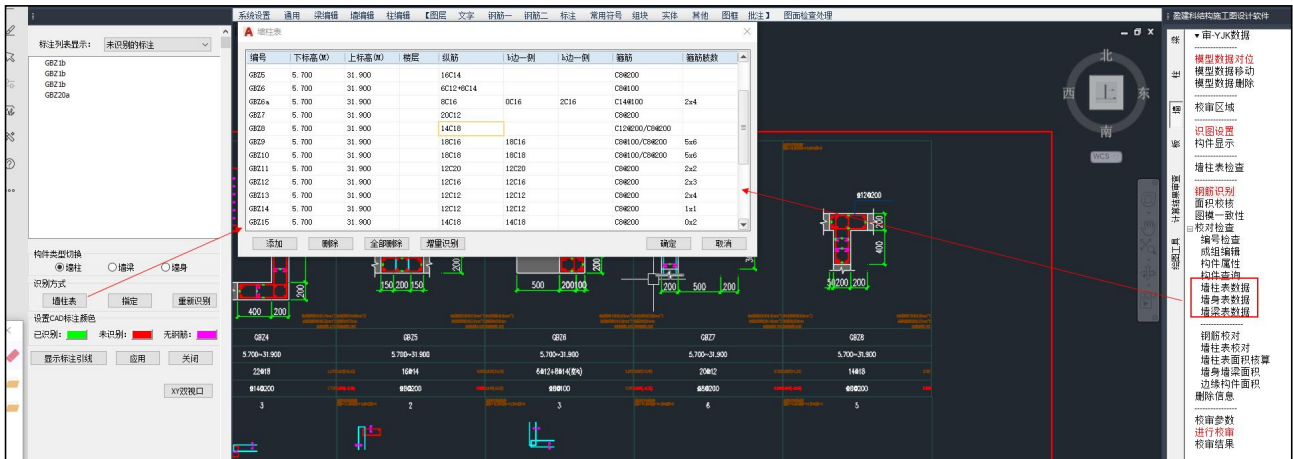 系统设置 通用 梁编辑 墙编辑 柱编辑 【图层 文字 钢筋一 钢筋二 标注 常用符号 组块 实体 其他 图框 批注】 图面检查处理
盈建科结构施工图设计软件
标注列表显示: 未识别的标注
GBZ1b
GBZ1b
GBZ1b
GBZ20a
构件类型切换
墙柱 墙梁 墙身
识别方式
墙柱表 指定 重新识别
设置CAD标注颜色
已识别: 未识别: 无钢筋:
显示标注引线 应用 关闭
XY双视口
墙柱表
编号 下标高(M) 上标高(M) 楼层 纵筋 b边一侧 h边一侧 箍筋 箍筋肢数
GBZ5 5.700 31.900 16C14 C8@200
GBZ6 5.700 31.900 6C12+8C14 C8@100
GBZ6a 5.700 31.900 8C16 0C16 2C16 C14@100 2x4
GBZ7 5.700 31.900 20C12 C8@200
GBZ8 5.700 31.900 14C18 C12@200/C8@200
GBZ9 5.700 31.900 18C16 18C16 C8@100/C8@200 5x6
GBZ10 5.700 31.900 18C18 18C18 C8@100/C8@200 5x6
GBZ11 5.700 31.900 12C20 12C20 C8@200 2x2
GBZ12 5.700 31.900 12C16 12C16 C8@200 2x3
GBZ13 5.700 31.900 12C12 12C12 C8@200 2x4
GBZ14 5.700 31.900 12C12 12C12 C8@200 1x1
GBZ15 5.700 31.900 14C18 14C18 C8@200 0x2
添加 删除 全部删除 增量识别 确定 取消
北
西 上 东
南
WCS
200
400 200
150 200 150
200
500 200 100
200 500 200
200
400
GBZ4 GBZ5 GBZ6 GBZ7 GBZ8
5.700~31.900 5.700~31.900 5.700~31.900 5.700~31.900 5.700~31.900
3 2 3 6 5
梁
柱
墙
板
计算结果审查
绘图工具
▼审-YJK数据
模型数据对位
模型数据移动
模型数据删除
校审区域
识图设置
构件显示
墙柱表检查
钢筋识别
面积校核
图模一致性
校对检查
编号检查
成组编辑
构件属性
构件查询
墙柱表数据
墙身表数据
墙梁表数据
钢筋校对
墙柱表校对
墙柱表面积核算
墙身墙梁面积
边缘构件面积
删除信息
校审参数
进行校审
校审结果